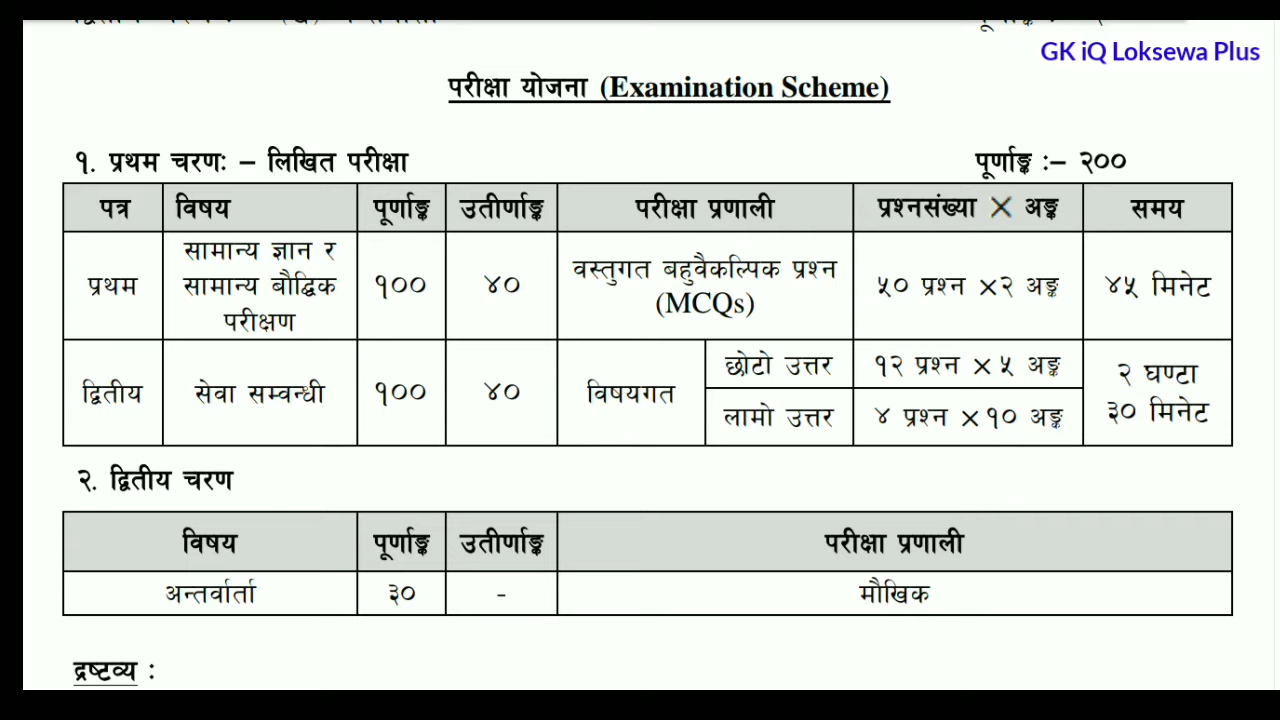 GK iQ Loksewa Plus
परीक्षा योजना (Examination Scheme)
१. प्रथम चरणः – लिखित परीक्षा पूर्णाङ्क :– २००
पत्र विषय पूर्णाङ्क उतीर्णाङ्क परीक्षा प्रणाली प्रश्नसंख्या × अङ्क समय
प्रथम सामान्य ज्ञान र सामान्य बौद्धिक परीक्षण १०० ४० वस्तुगत बहुवैकल्पिक प्रश्न (MCQs) ५० प्रश्न ×२ अङ्क ४५ मिनेट
द्वितीय सेवा सम्वन्धी १०० ४० विषयगत छोटो उत्तर १२ प्रश्न × ५ अङ्क २ घण्टा ३० मिनेट
लामो उत्तर ४ प्रश्न × १० अङ्क
२. द्वितीय चरण
विषय पूर्णाङ्क उतीर्णाङ्क परीक्षा प्रणाली
अन्तर्वार्ता ३० - मौखिक
द्रष्टव्य :